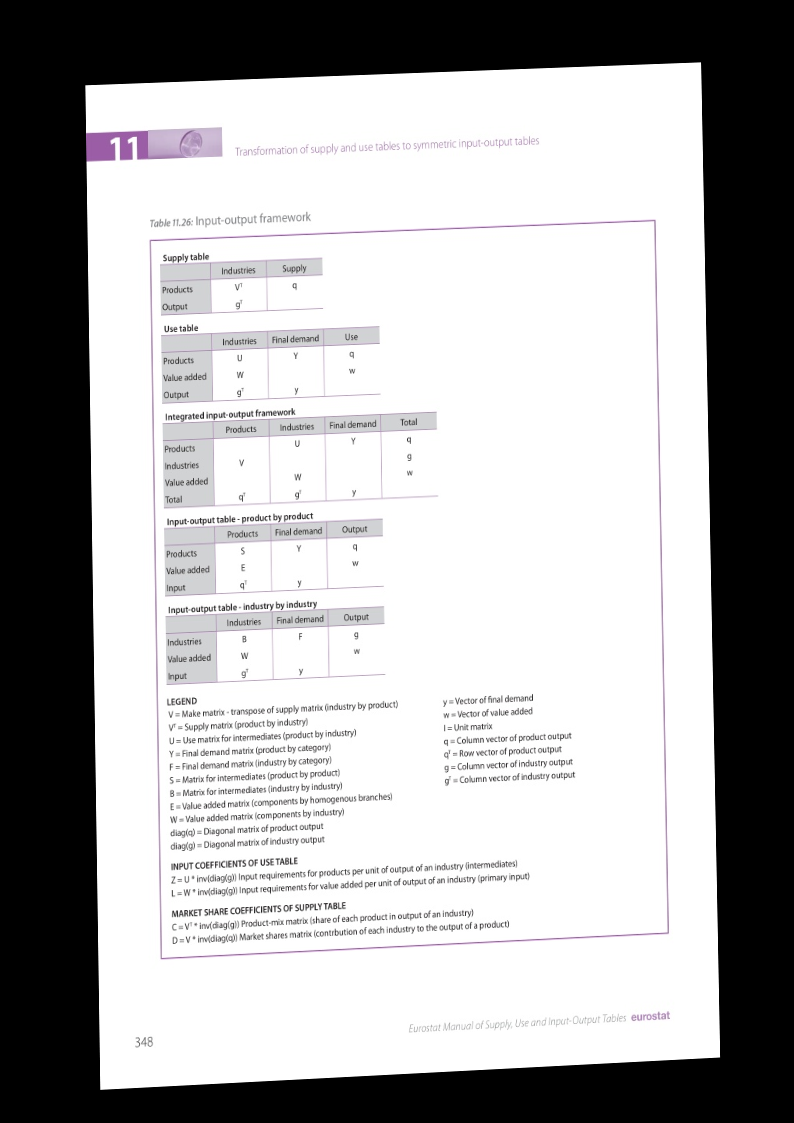 11
Transformation of supply and use tables to symmetric input-output tables
Table 11.26: Input-output framework
Supply table
Industries Supply
Products Vᵀ q
Output gᵀ
Use table
Industries Final demand Use
Products U Y q
Value added W w
Output gᵀ y
Integrated input-output framework
Products Industries Final demand Total
Products U Y q
Industries V g
Value added W w
Total qᵀ gᵀ y
Input-output table - product by product
Products Final demand Output
Products S Y q
Value added E w
Input qᵀ y
Input-output table - industry by industry
Industries Final demand Output
Industries B F g
Value added W w
Input gᵀ y
LEGEND
V = Make matrix - transpose of supply matrix (industry by product)
Vᵀ = Supply matrix (product by industry)
U = Use matrix for intermediates (product by industry)
Y = Final demand matrix (product by category)
F = Final demand matrix (industry by category)
S = Matrix for intermediates (product by product)
B = Matrix for intermediates (industry by industry)
E = Value added matrix (components by homogenous branches)
W = Value added matrix (components by industry)
diag(q) = Diagonal matrix of product output
diag(g) = Diagonal matrix of industry output
y = Vector of final demand
w = Vector of value added
I = Unit matrix
q = Column vector of product output
qᵀ = Row vector of product output
g = Column vector of industry output
gᵀ = Column vector of industry output
INPUT COEFFICIENTS OF USE TABLE
Z = U * inv(diag(g)) Input requirements for products per unit of output of an industry (intermediates)
L = W * inv(diag(g)) Input requirements for value added per unit of output of an industry (primary input)
MARKET SHARE COEFFICIENTS OF SUPPLY TABLE
C = Vᵀ * inv(diag(g)) Product-mix matrix (share of each product in output of an industry)
D = V * inv(diag(q)) Market shares matrix (contrbution of each industry to the output of a product)
348
Eurostat Manual of Supply, Use and Input-Output Tables eurostat